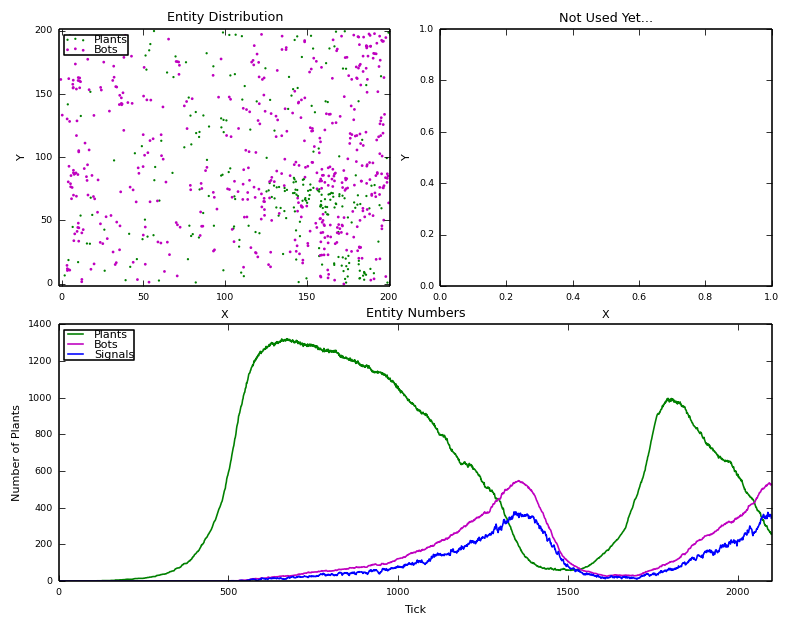 Entity Distribution
Not Used Yet...
Plants
Bots
200
150
100
50
0
Y
0
50
100
150
200
X
1.0
0.8
0.6
0.4
0.2
0.0
Y
0.0
0.2
0.4
0.6
0.8
1.0
X
Entity Numbers
Plants
Bots
Signals
1400
1200
1000
800
600
400
200
0
Number of Plants
0
500
1000
1500
2000
Tick